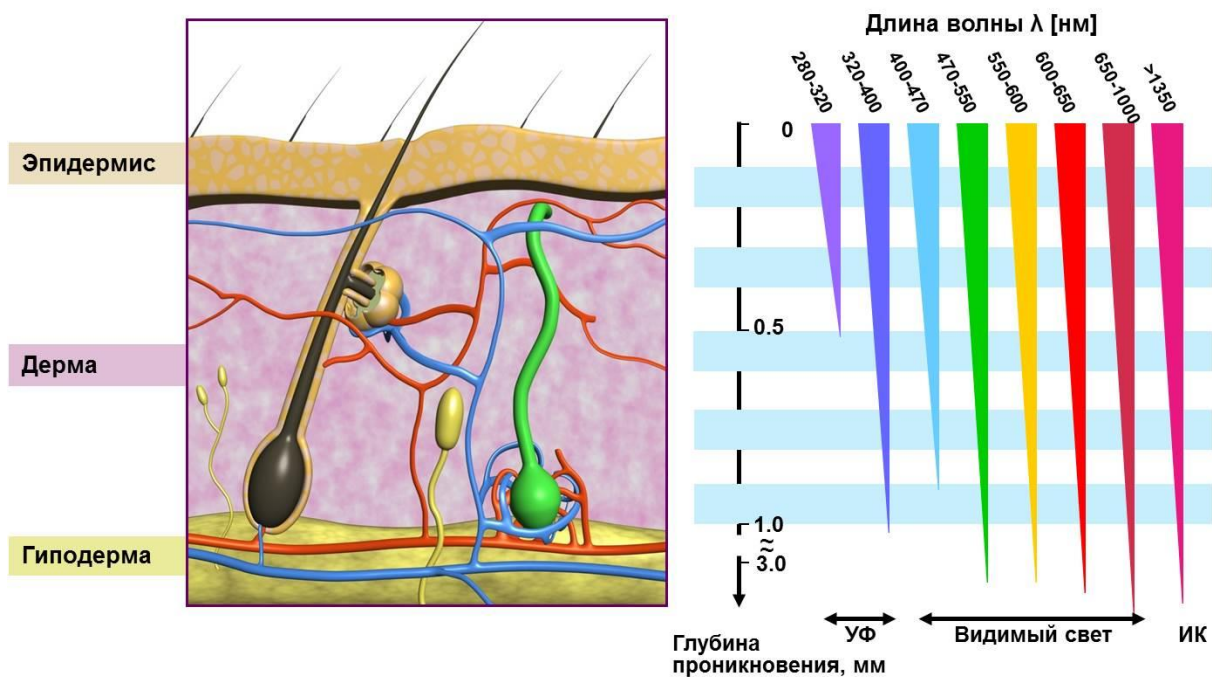 Эпидермис
Дерма
Гиподерма
Длина волны λ [нм]
280-320
320-400
400-470
470-550
550-600
600-650
650-1000
>1350
0
0.5
1.0
≈
3.0
УФ
Видимый свет
ИК
Глубина
проникновения, мм